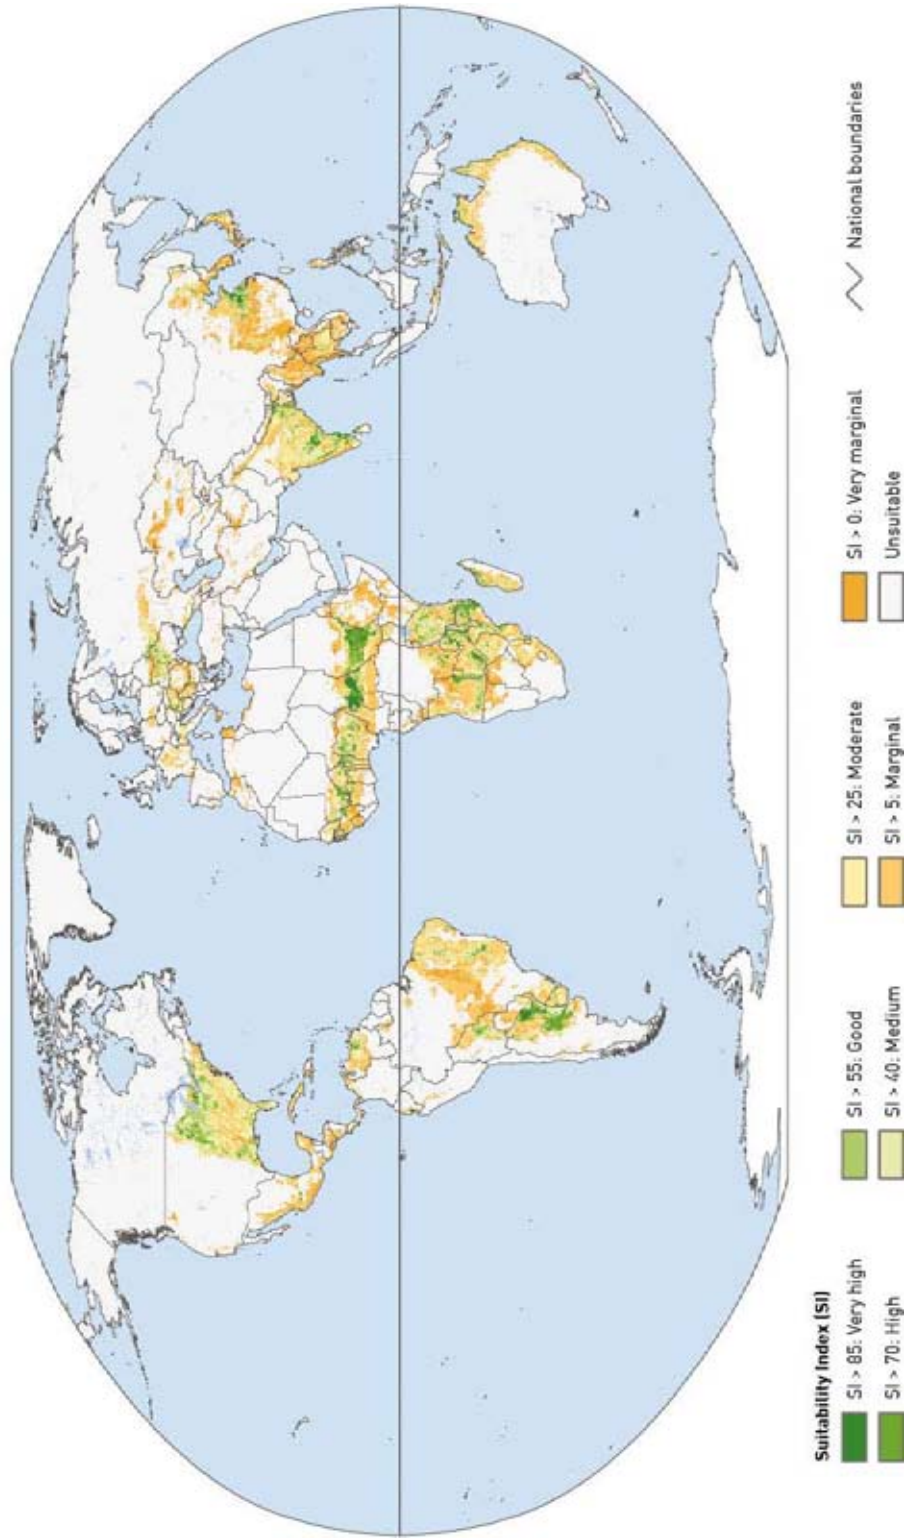 Suitability Index (SI)
SI > 85: Very high
SI > 70: High
SI > 55: Good
SI > 40: Medium
SI > 25: Moderate
SI > 5: Marginal
SI > 0: Very marginal
Unsuitable
National boundaries